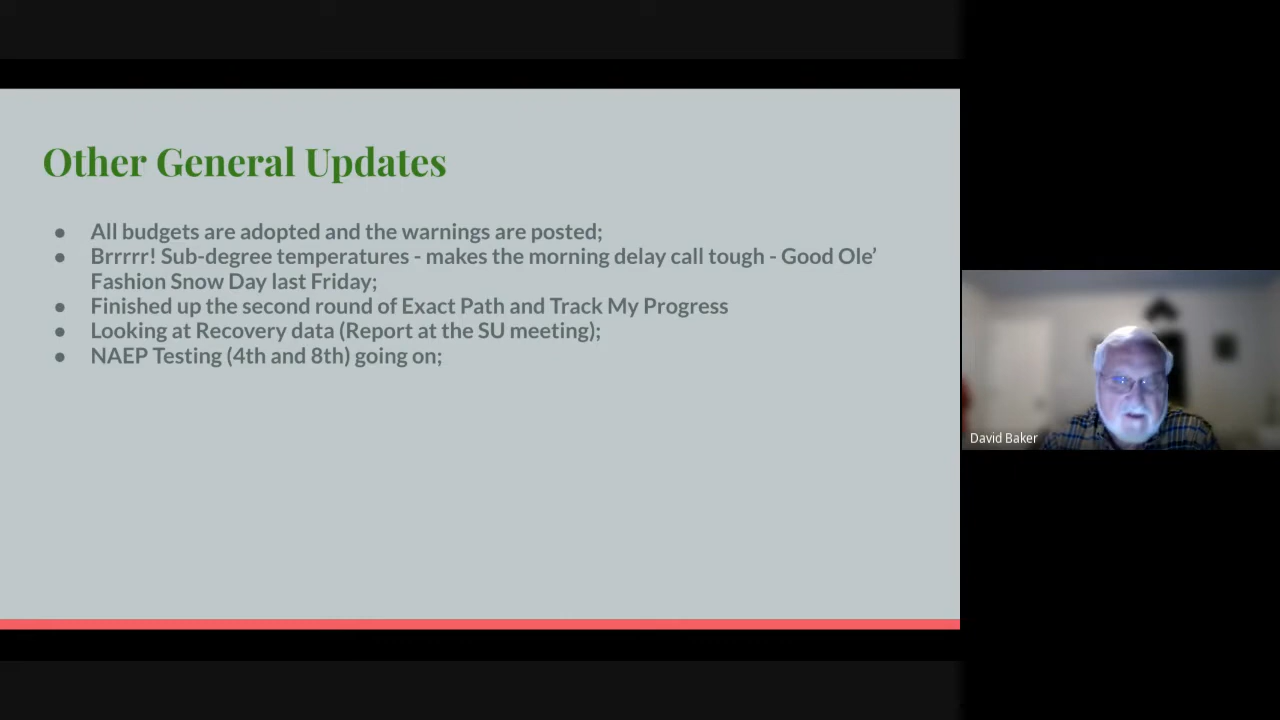 Other General Updates
● All budgets are adopted and the warnings are posted;
● Brrrrr! Sub-degree temperatures - makes the morning delay call tough - Good Ole’
Fashion Snow Day last Friday;
● Finished up the second round of Exact Path and Track My Progress
● Looking at Recovery data (Report at the SU meeting);
● NAEP Testing (4th and 8th) going on;
David Baker